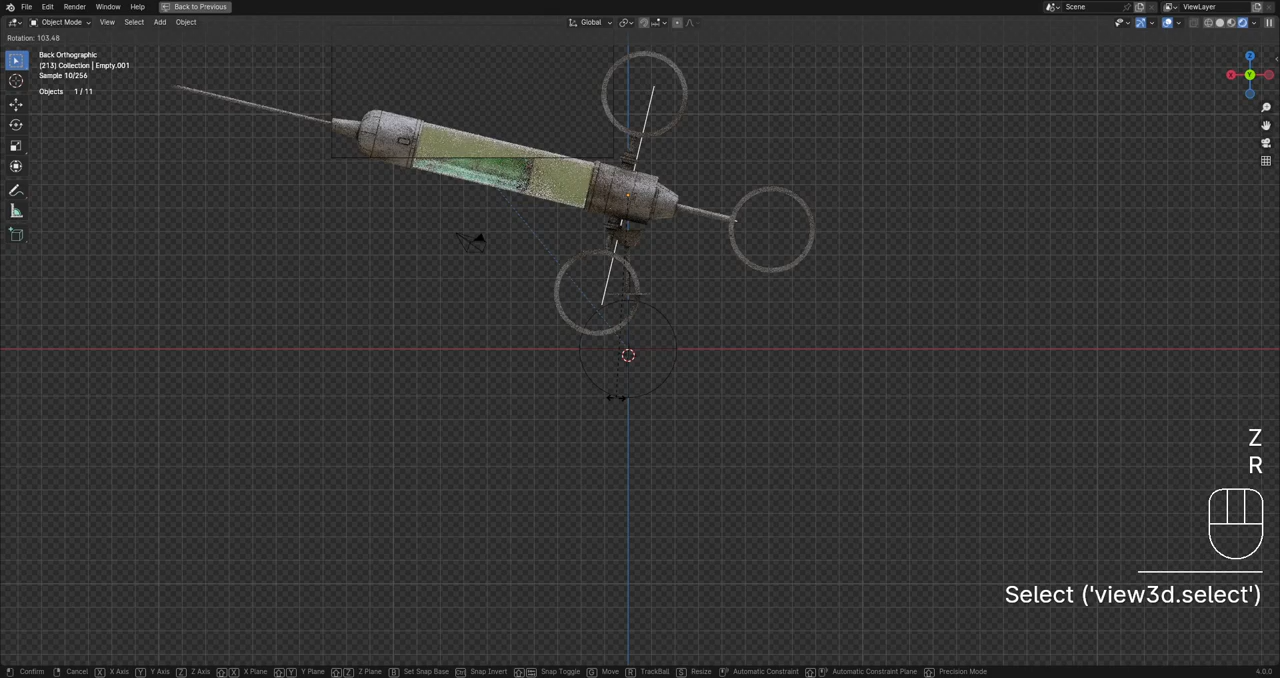 File Edit Render Window Help Back to Previous Scene ViewLayer
Object Mode View Select Add Object Global
Rotation: 103.48
Back Orthographic
[213] Collection | Empty.001
Sample 10/256
Objects 1 / 11
Z
X
Y
Z
R
Select ('view3d.select')
Confirm Cancel X X Axis Y Y Axis Z Z Axis X X Plane Y Y Plane Z Z Plane B Set Snap Base Snap Invert Snap Toggle G Move R TrackBall S Resize Automatic Constraint Automatic Constraint Plane Precision Mode 4.0.0